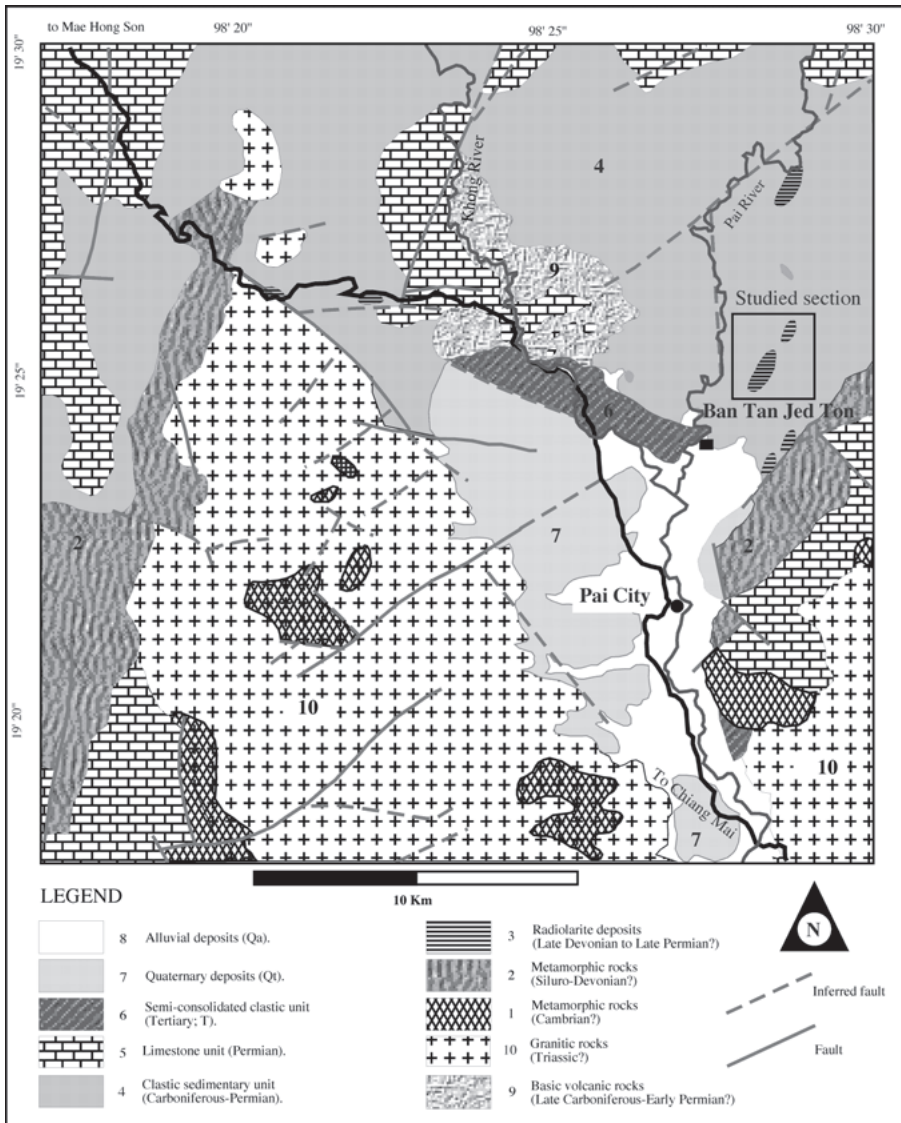 to Mae Hong Son
98' 20"
98' 25"
98' 30"
19' 30"
4
4
Khong River
Pai River
9
Studied section
19' 25"
7
Ban Tan Jed Ton
6
2
7
2
Pai City
10
19' 20"
10
To Chiang Mai
7
10 Km
LEGEND
8 Alluvial deposits (Qa).
7 Quaternary deposits (Qt).
6 Semi-consolidated clastic unit
(Tertiary; T).
5 Limestone unit (Permian).
4 Clastic sedimentary unit
(Carboniferous-Permian).
3 Radiolarite deposits
(Late Devonian to Late Permian?)
2 Metamorphic rocks
(Siluro-Devonian?)
1 Metamorphic rocks
(Cambrian?)
10 Granitic rocks
(Triassic?)
9 Basic volcanic rocks
(Late Carboniferous-Early Permian?)
N
Inferred fault
Fault